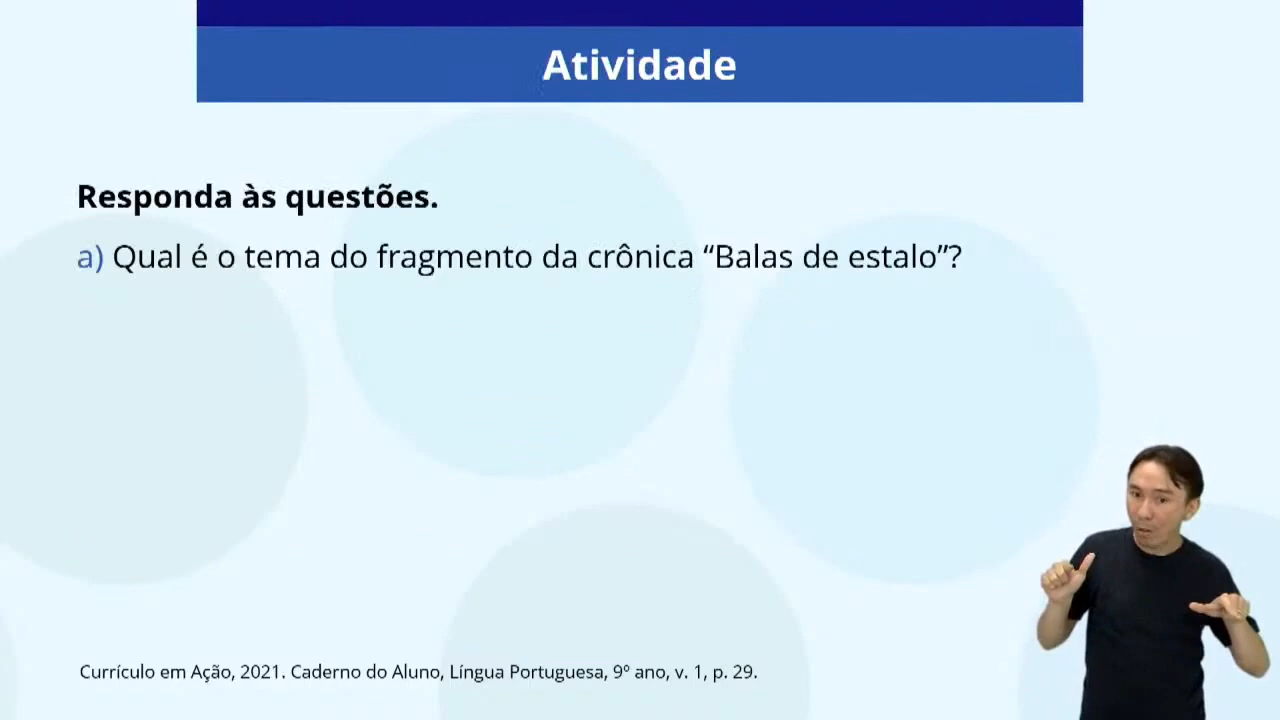 Atividade
Responda às questões.
a) Qual é o tema do fragmento da crônica “Balas de estalo”?
Currículo em Ação, 2021. Caderno do Aluno, Língua Portuguesa, 9º ano, v. 1, p. 29.